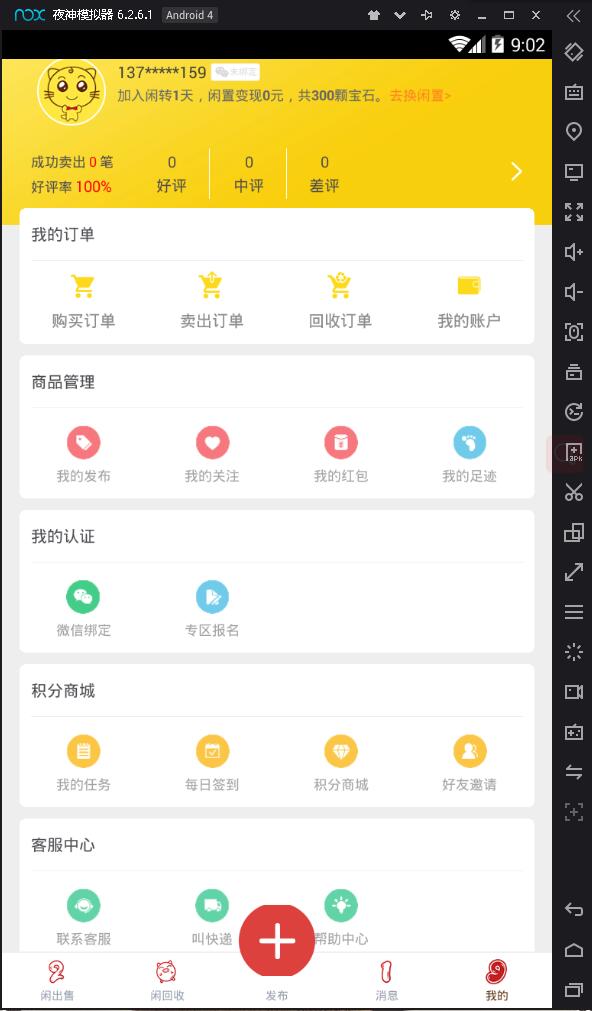 nox 夜神模拟器 6.2.6.1 Android 4
9:02
137*****159 未绑定
加入闲转1天，闲置变现0元，共300颗宝石。去换闲置>
成功卖出 0 笔
好评率 100%
0 0 0
好评 中评 差评
我的订单
购买订单 卖出订单 回收订单 我的账户
商品管理
我的发布 我的关注 我的红包 我的足迹
我的认证
微信绑定 专区报名
积分商城
我的任务 每日签到 积分商城 好友邀请
客服中心
联系客服 叫快递 帮助中心
闲出售 闲回收 发布 消息 我的